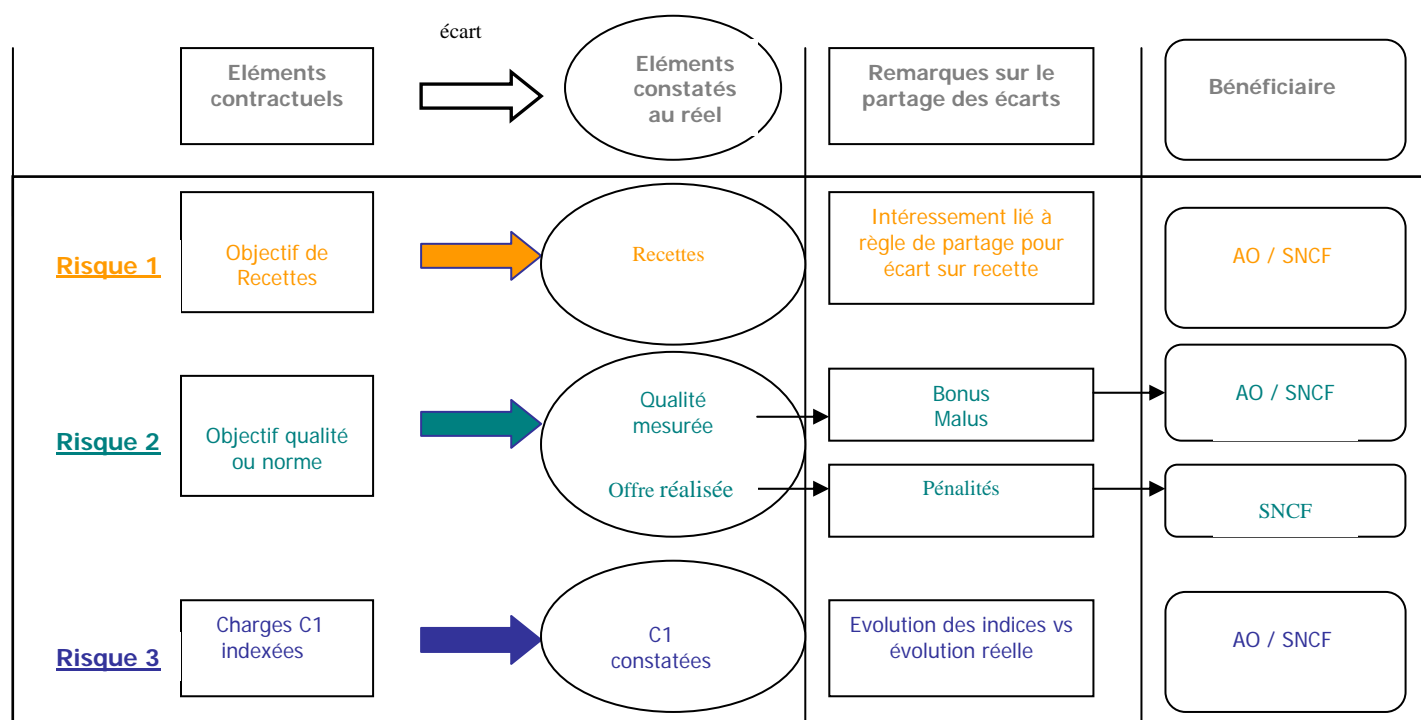 écart
Eléments
contractuels
Eléments
constatés
au réel
Remarques sur le
partage des écarts
Bénéficiaire
Risque 1
Objectif de
Recettes
Recettes
Intéressement lié à
règle de partage pour
écart sur recette
AO / SNCF
Risque 2
Objectif qualité
ou norme
Qualité
mesurée
Bonus
Malus
AO / SNCF
Offre réalisée
Pénalités
SNCF
Risque 3
Charges C1
indexées
C1
constatées
Evolution des indices vs
évolution réelle
AO / SNCF